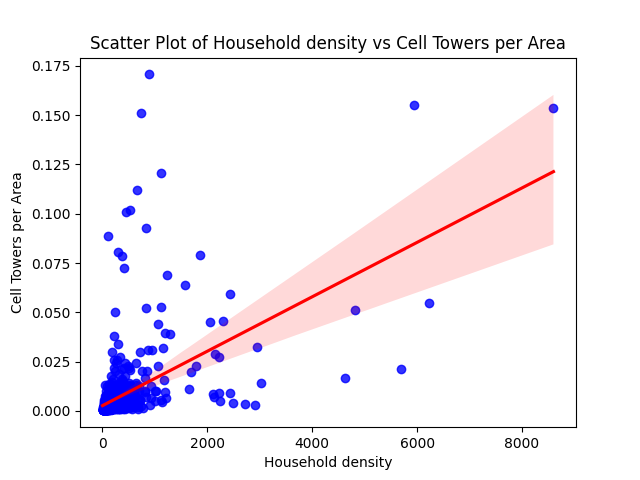 Scatter Plot of Household density vs Cell Towers per Area
0.175
0.150
0.125
0.100
0.075
0.050
0.025
0.000
Cell Towers per Area
0 2000 4000 6000 8000
Household density